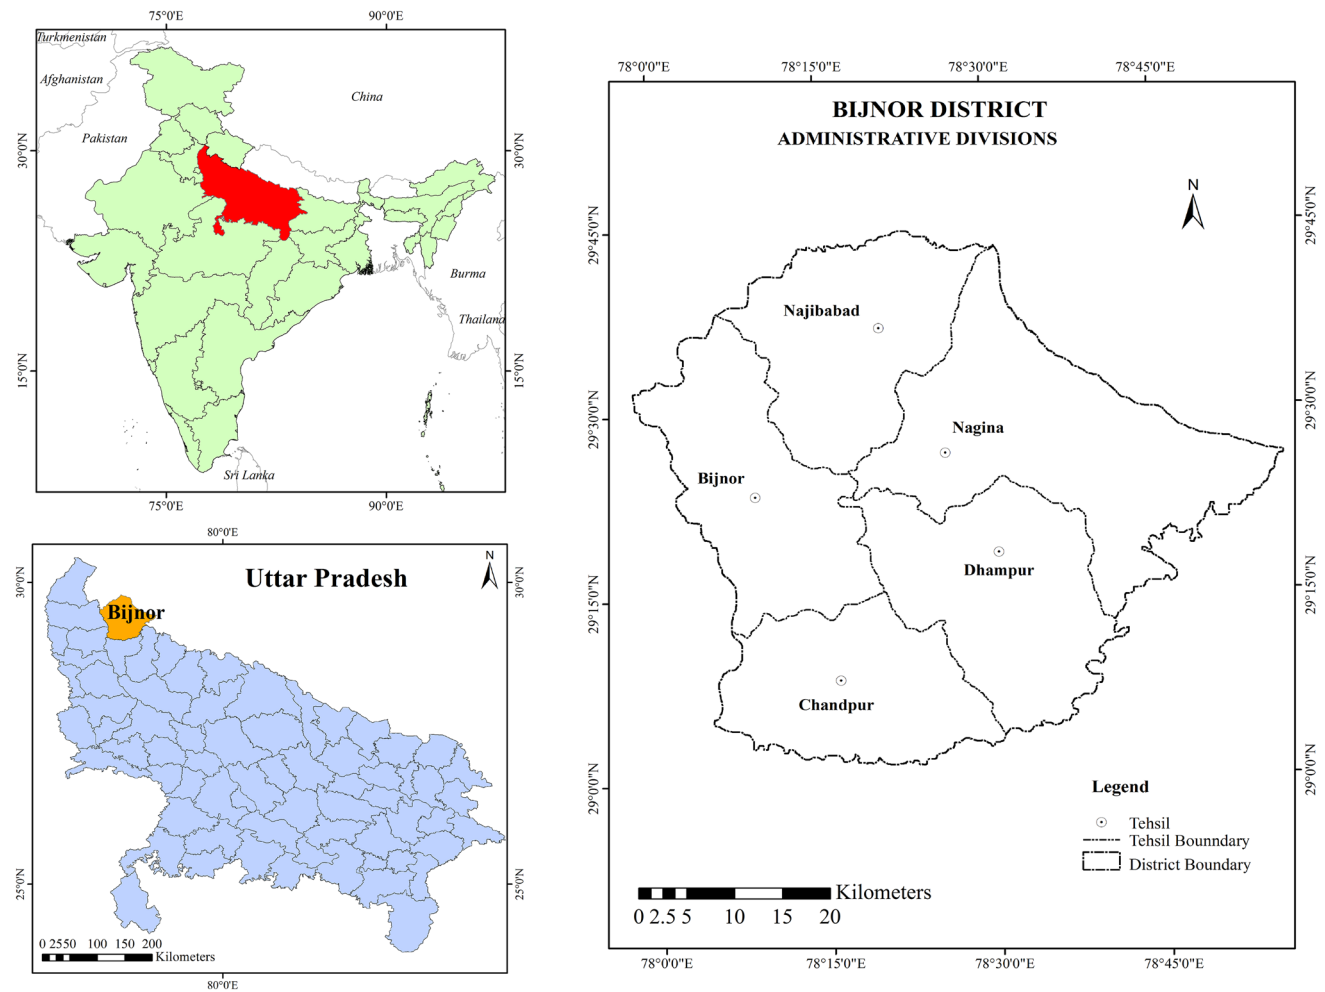 75°0'E 90°0'E
Turkmenistan
Afghanistan
China
Pakistan
30°0'N 30°0'N
Burma
Thailana
15°0'N 15°0'N
Sri Lanka
75°0'E 90°0'E
80°0'E
N
Uttar Pradesh
30°0'N 30°0'N
Bijnor
25°0'N 25°0'N
0 2550 100 150 200
Kilometers
80°0'E
78°0'0"E 78°15'0"E 78°30'0"E 78°45'0"E
BIJNOR DISTRICT
ADMINISTRATIVE DIVISIONS
N
29°45'0"N 29°45'0"N
Najibabad
29°30'0"N 29°30'0"N
Nagina
Bijnor
Dhampur
29°15'0"N 29°15'0"N
Chandpur
29°0'0"N 29°0'0"N
Legend
Tehsil
Tehsil Bounndary
District Boundary
Kilometers
0 2.5 5 10 15 20
78°0'0"E 78°15'0"E 78°30'0"E 78°45'0"E